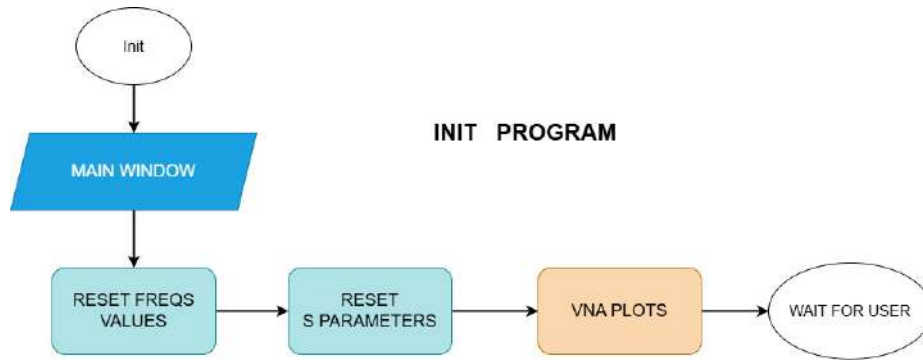 Init
INIT PROGRAM
MAIN WINDOW
RESET FREQS
VALUES
RESET
S PARAMETERS
VNA PLOTS
WAIT FOR USER